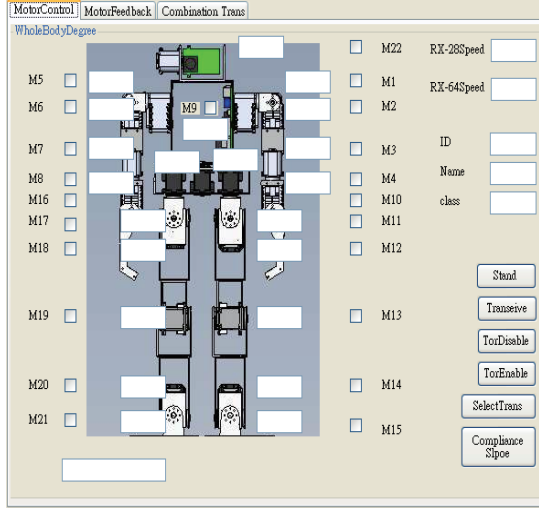 MotorControl MotorFeedback Combination Trans
WholeBodyDegree
M22 RX-28Speed
M5 M1 RX-64Speed
M6 M9 M2
M7 M3 ID
M8 M4 Name
M16 M10 class
M17 M11
M18 M12
Stand
M19 M13 Transeive
TorDisable
TorEnable
M20 M14
SelectTrans
M21 M15
Compliance
Slpoe